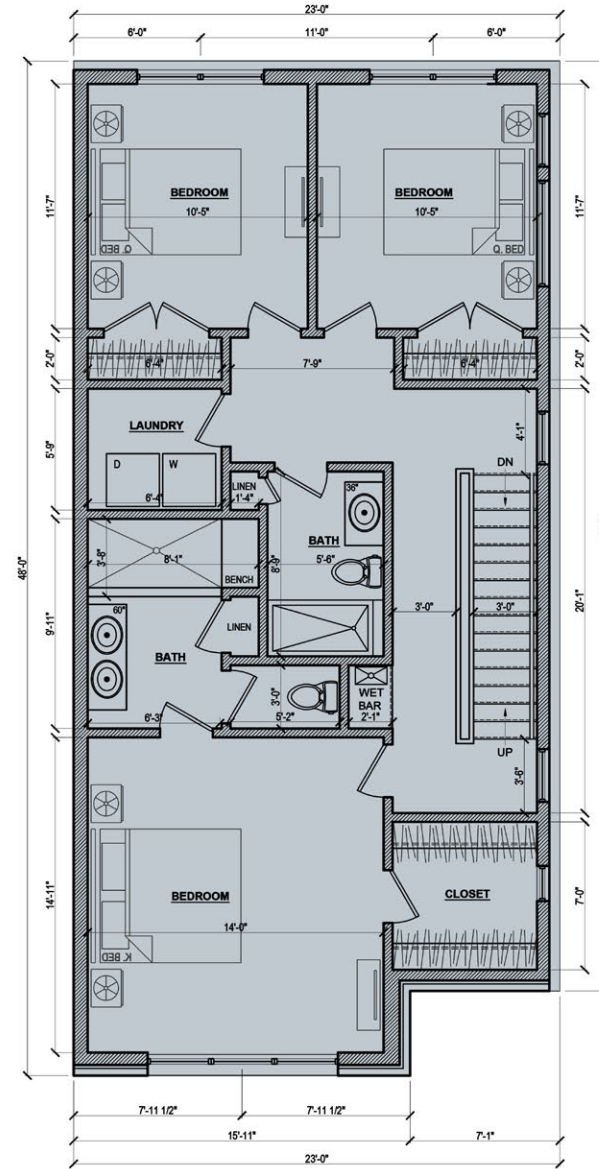 23'-0"
6'-0" 11'-0" 6'-0"
11'-7" 11'-7"
BEDROOM BEDROOM
10'-5" 10'-5"
Q. BED Q. BED
2'-0" 6'-4" 7'-9" 6'-4" 2'-0"
5'-9" LAUNDRY 4'-1"
D W DN
LINEN 36"
6'-4" 1'-4"
BATH
3'-6" 8'-1" 8'-9" 5'-6"
BENCH
48'-0" 20'-1"
9'-11" 60" LINEN 3'-0" 3'-0"
BATH
3'-0" WET
BAR
6'-3" 5'-2" 2'-1"
UP
3'-6"
14'-11" BEDROOM CLOSET 7'-0"
14'-0"
K BED
7'-11 1/2" 7'-11 1/2"
15'-11" 7'-1"
23'-0"